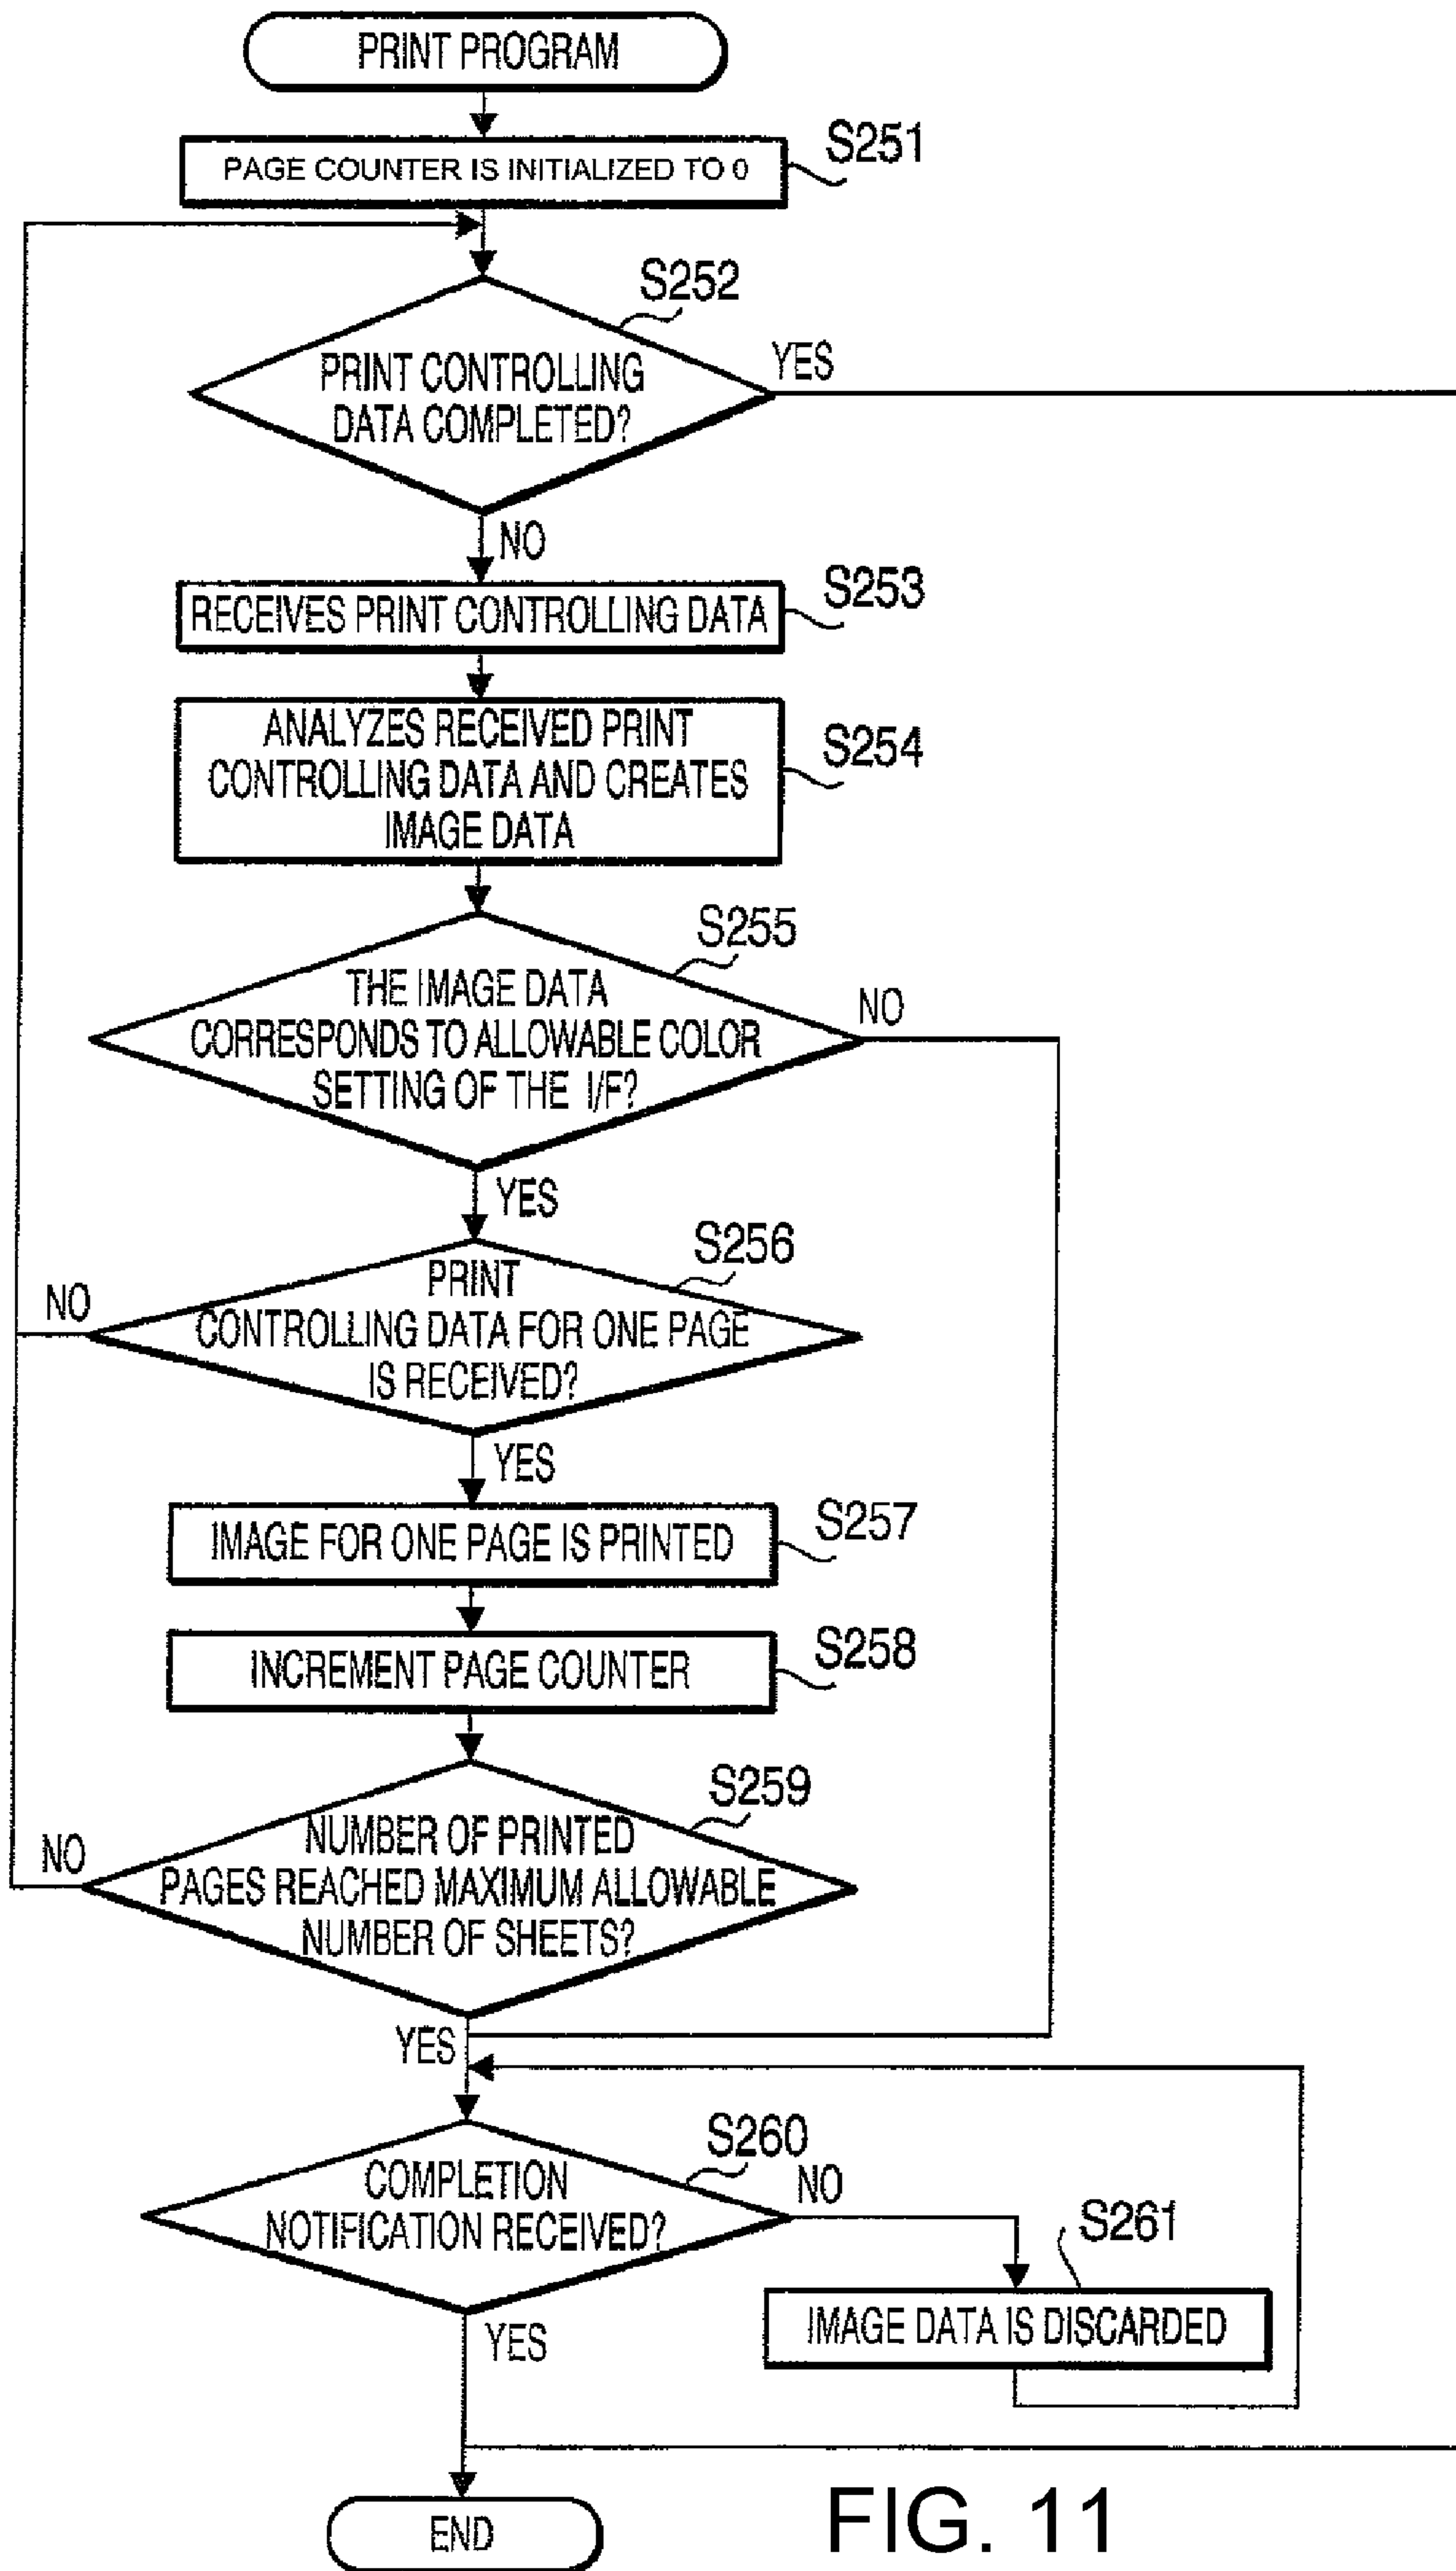 PRINT PROGRAM
PAGE COUNTER IS INITIALIZED TO 0
S251
S252
PRINT CONTROLLING
DATA COMPLETED?
YES
NO
RECEIVES PRINT CONTROLLING DATA
S253
ANALYZES RECEIVED PRINT
CONTROLLING DATA AND CREATES
IMAGE DATA
S254
S255
THE IMAGE DATA
CORRESPONDS TO ALLOWABLE COLOR
SETTING OF THE I/F?
NO
YES
S256
PRINT
CONTROLLING DATA FOR ONE PAGE
IS RECEIVED?
NO
YES
IMAGE FOR ONE PAGE IS PRINTED
S257
INCREMENT PAGE COUNTER
S258
S259
NUMBER OF PRINTED
PAGES REACHED MAXIMUM ALLOWABLE
NUMBER OF SHEETS?
NO
YES
S260
COMPLETION
NOTIFICATION RECEIVED?
NO
S261
IMAGE DATA IS DISCARDED
YES
END
FIG. 11